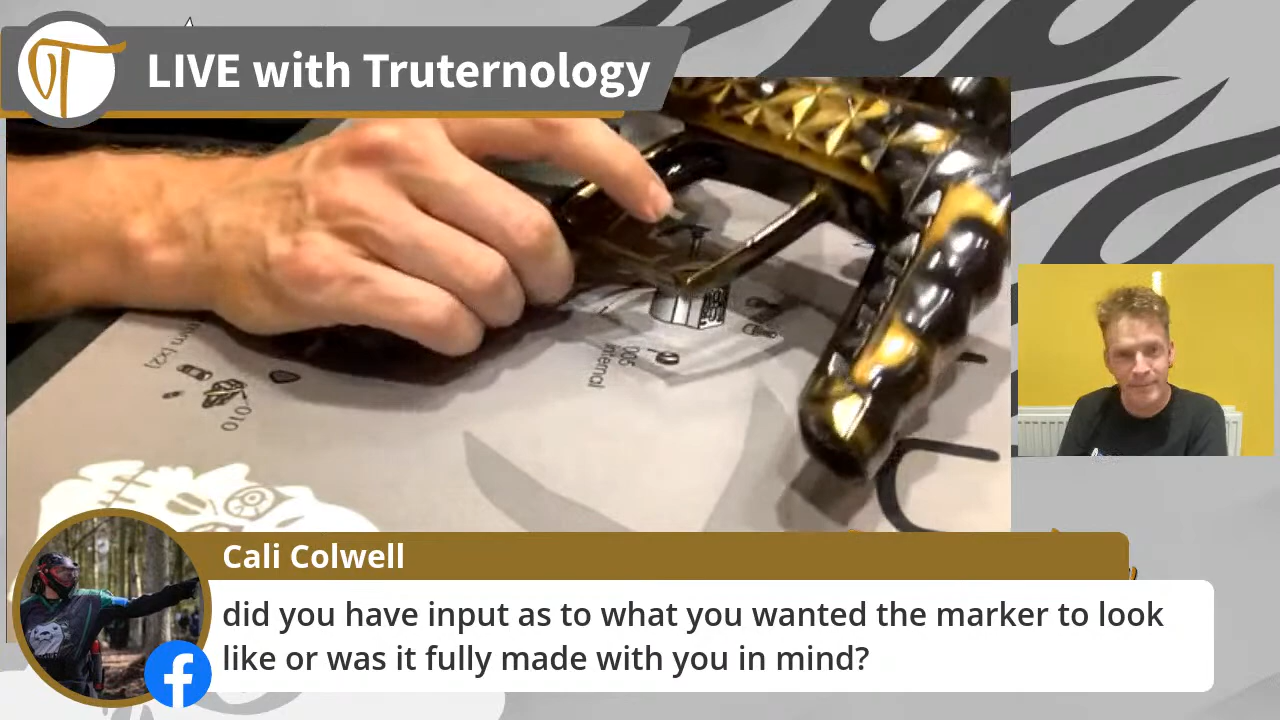 LIVE with Truternology
005
internal
010
Cali Colwell
did you have input as to what you wanted the marker to look
like or was it fully made with you in mind?